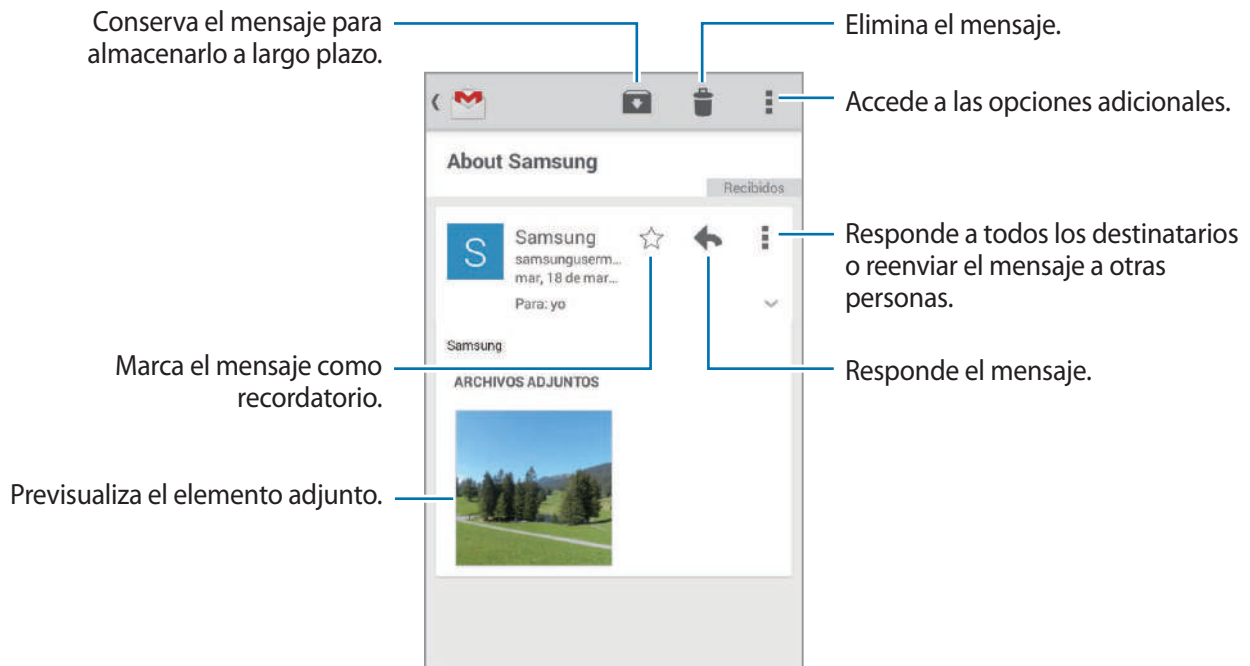 Conserva el mensaje para
almacenarlo a largo plazo.
Elimina el mensaje.
Accede a las opciones adicionales.
About Samsung
Recibidos
S
Samsung
samsunguserm...
mar, 18 de mar...
Para: yo
Responde a todos los destinatarios
o reenviar el mensaje a otras
personas.
Samsung
Marca el mensaje como
recordatorio.
Responde el mensaje.
ARCHIVOS ADJUNTOS
Previsualiza el elemento adjunto.